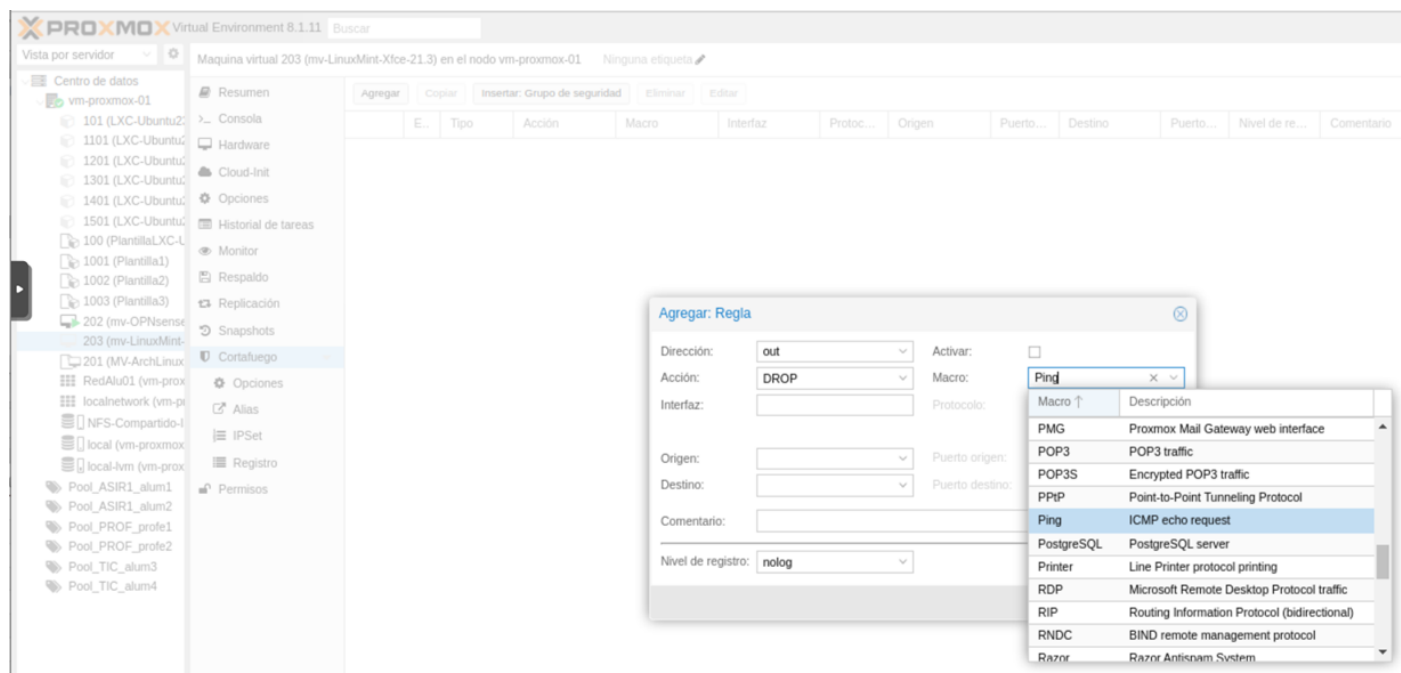 PROXMOX Virtual Environment 8.1.11 Buscar
Vista por servidor
Maquina virtual 203 (mv-LinuxMint-Xfce-21.3) en el nodo vm-proxmox-01 Ninguna etiqueta
Centro de datos
vm-proxmox-01
101 (LXC-Ubuntu2
1101 (LXC-Ubuntu2
1201 (LXC-Ubuntu2
1301 (LXC-Ubuntu2
1401 (LXC-Ubuntu2
1501 (LXC-Ubuntu2
100 (PlantillaLXC-U
1001 (Plantilla1)
1002 (Plantilla2)
1003 (Plantilla3)
202 (mv-OPNsense
203 (mv-LinuxMint-
201 (MV-ArchLinux
RedAlu01 (vm-prox
localnetwork (vm-p
NFS-Compartido-
local (vm-proxmox
local-lvm (vm-prox
Pool_ASIR1_alum1
Pool_ASIR1_alum2
Pool_PROF_profe1
Pool_PROF_profe2
Pool_TIC_alum3
Pool_TIC_alum4
Resumen
Consola
Hardware
Cloud-Init
Opciones
Historial de tareas
Monitor
Respaldo
Replicación
Snapshots
Cortafuego
Opciones
Alias
IPSet
Registro
Permisos
Agregar Copiar Insertar: Grupo de seguridad Eliminar Editar
E.. Tipo Acción Macro Interfaz Protoc... Origen Puerto... Destino Puerto... Nivel de re... Comentario
Agregar: Regla
Dirección: out Activar:
Acción: DROP Macro: Ping
Interfaz: Protocolo:
Origen: Puerto origen:
Destino: Puerto destino:
Comentario:
Nivel de registro: nolog
Macro Descripción
PMG Proxmox Mail Gateway web interface
POP3 POP3 traffic
POP3S Encrypted POP3 traffic
PPtP Point-to-Point Tunneling Protocol
Ping ICMP echo request
PostgreSQL PostgreSQL server
Printer Line Printer protocol printing
RDP Microsoft Remote Desktop Protocol traffic
RIP Routing Information Protocol (bidirectional)
RNDC BIND remote management protocol
Razor Razor Antispam System